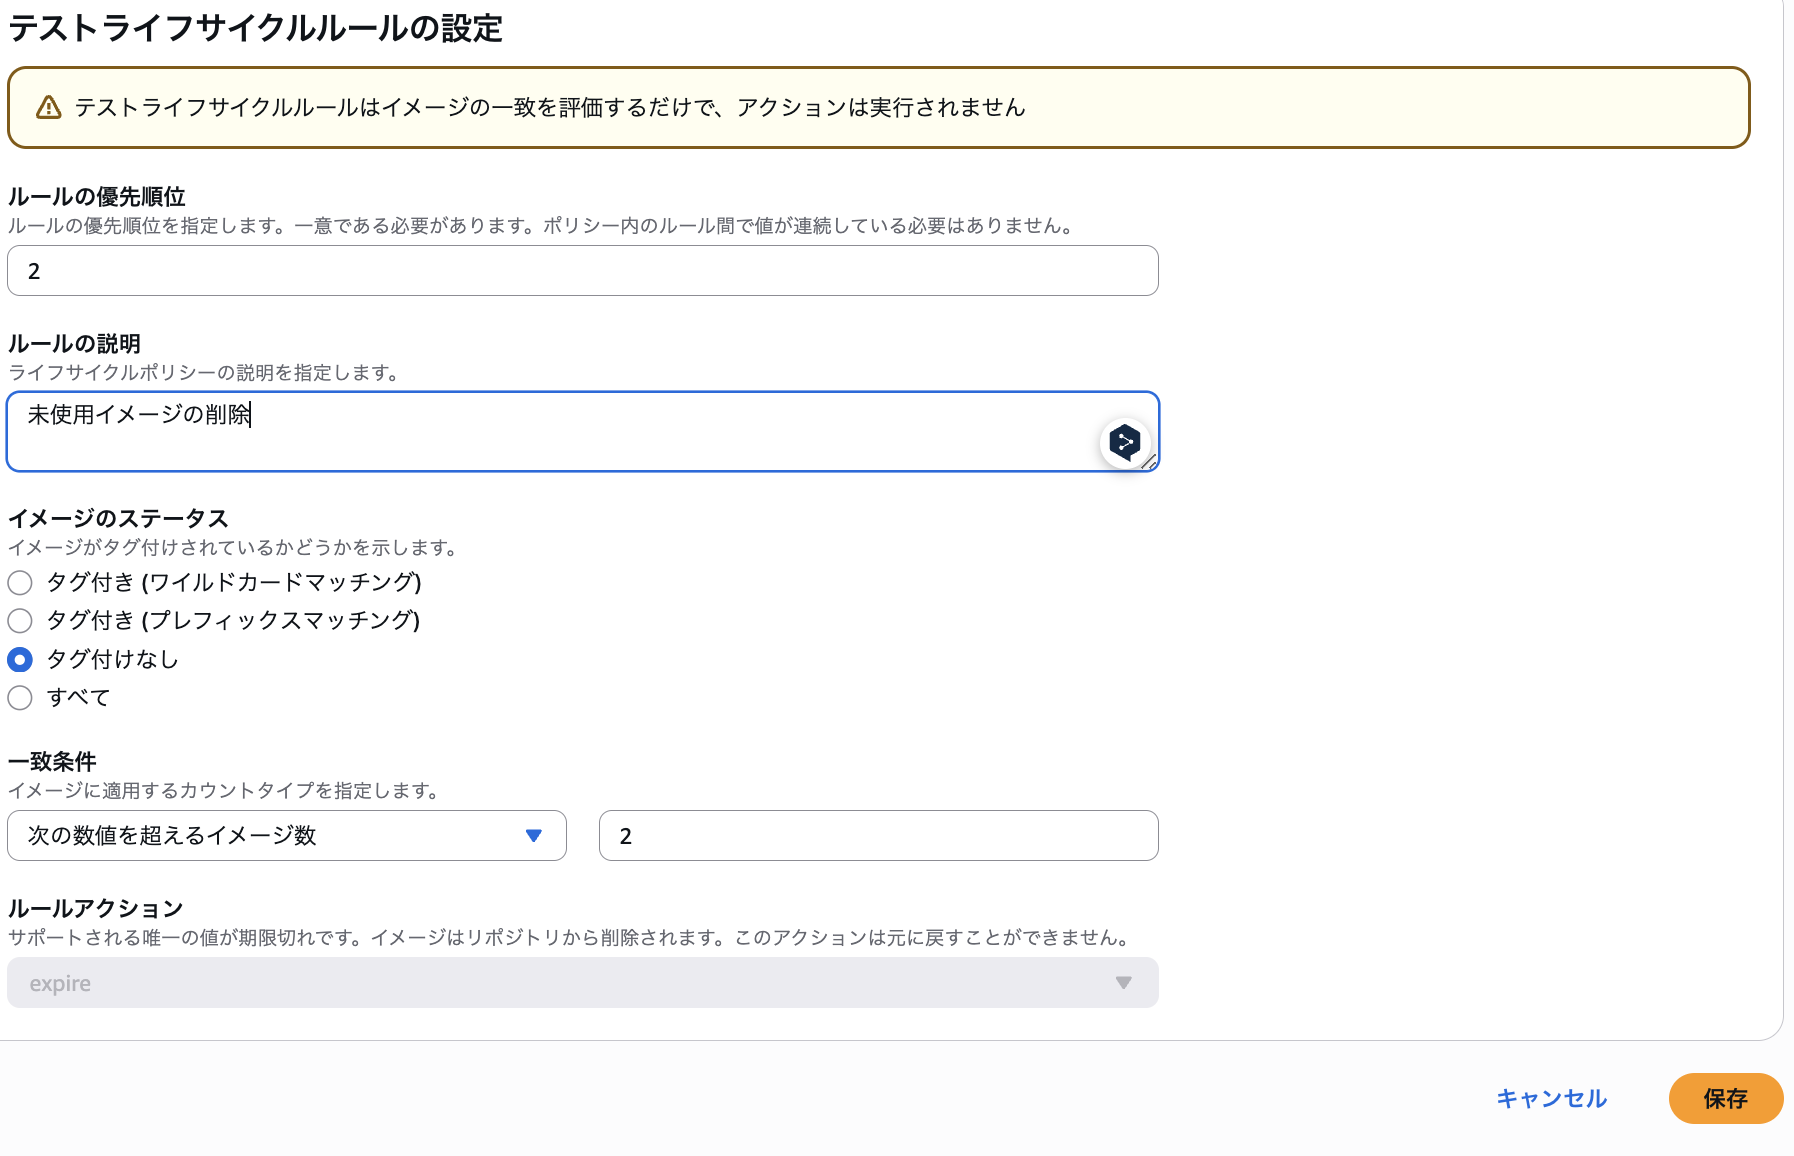 テストライフサイクルルールの設定
テストライフサイクルルールはイメージの一致を評価するだけで、アクションは実行されません
ルールの優先順位
ルールの優先順位を指定します。一意である必要があります。ポリシー内のルール間で値が連続している必要はありません。
2
ルールの説明
ライフサイクルポリシーの説明を指定します。
未使用イメージの削除
イメージのステータス
イメージがタグ付けされているかどうかを示します。
タグ付き (ワイルドカードマッチング)
タグ付き (プレフィックスマッチング)
タグ付けなし
すべて
一致条件
イメージに適用するカウントタイプを指定します。
次の数値を超えるイメージ数
2
ルールアクション
サポートされる唯一の値が期限切れです。イメージはリポジトリから削除されます。このアクションは元に戻すことができません。
expire
キャンセル
保存